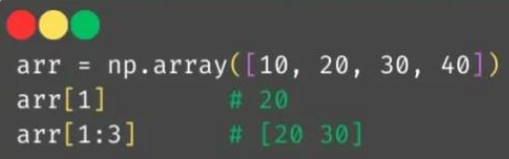 arr = np.array([10, 20, 30, 40])
arr[1]         # 20
arr[1:3]       # [20 30]